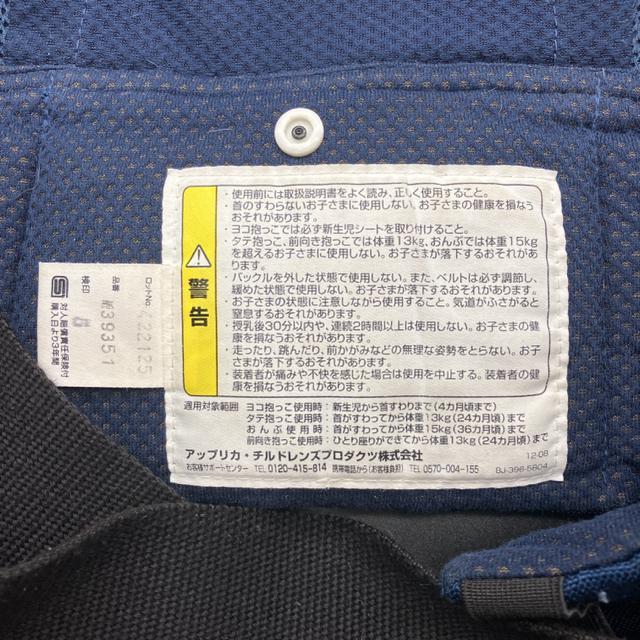 警告
・使用前には取扱説明書をよく読み、正しく使用すること。
・首のすわらないお子さまに使用しない。お子さまの健康を損なう
おそれがあります。
・ヨコ抱っこでは必ず新生児シートを取り付けること。
・タテ抱っこ、前向き抱っこでは体重13kg、おんぶでは体重15kg
を超えるお子さまに使用しない。お子さまが落下するおそれがあ
ります。
・バックルを外した状態で使用しない。また、ベルトは必ず調節し、
緩めた状態で使用しない。お子さまが落下するおそれがあります。
・お子さまの状態に注意しながら使用すること。気道がふさがると
窒息するおそれがあります。
・授乳後30分以内や、連続2時間以上は使用しない。お子さまの健
康を損なうおそれがあります。
・走ったり、跳んだり、前かがみなどの無理な姿勢をとらない。お子
さまが落下するおそれがあります。
・装着者が痛みや不快を感じた場合は使用を中止する。装着者の健
康を損なうおそれがあります。
適用対象範囲 ヨコ抱っこ使用時：新生児から首すわりまで(4カ月頃まで)
タテ抱っこ使用時：首がすわってから体重13kg(24カ月頃)まで
おんぶ使用時：首がすわってから体重15kg(36カ月頃)まで
前向き抱っこ使用時：ひとり座りができてから体重13kg(24カ月頃)まで
アップリカ・チルドレンズプロダクツ株式会社 12-08
お客様サポートセンター TEL.0120-415-814 携帯電話から(お客様負担) TEL.0570-004-155 BJ-396-5804
ロットNo. 422125
品番 39351
検印
S 対人賠償責任保険付
購入日より3年間